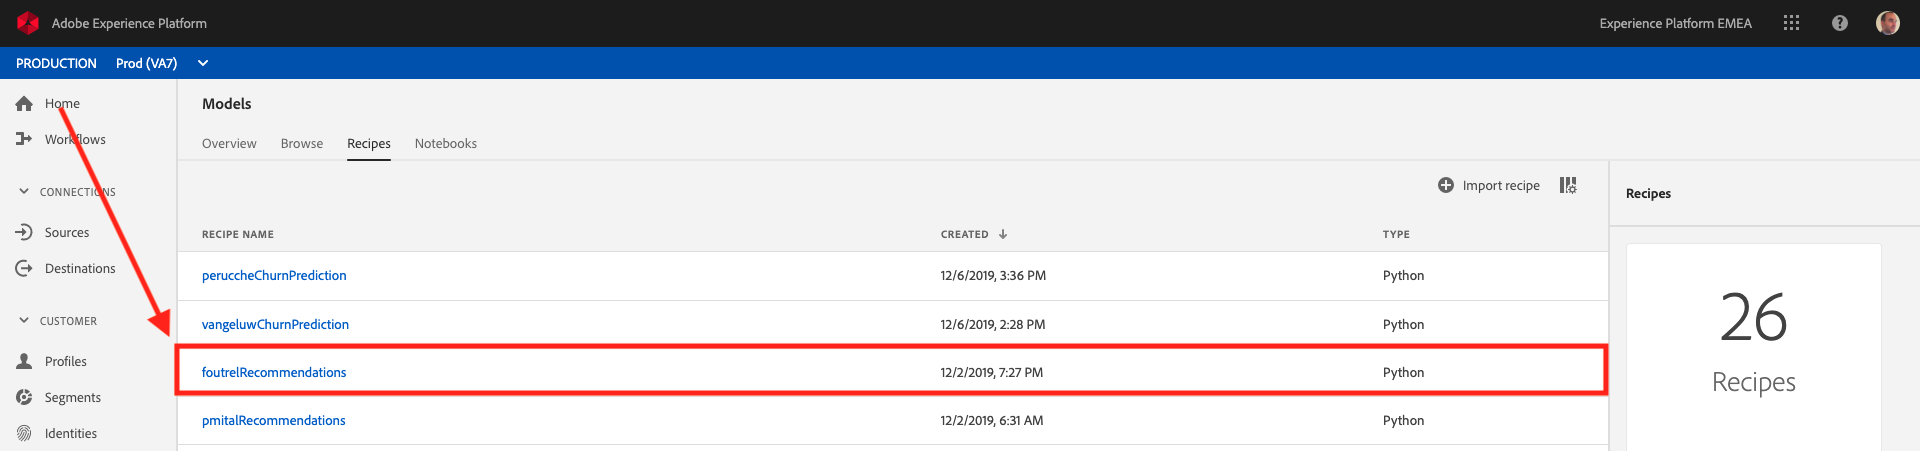 Adobe Experience Platform
Experience Platform EMEA
PRODUCTION Prod (VA7)
Home
Workflows
CONNECTIONS
Sources
Destinations
CUSTOMER
Profiles
Segments
Identities
Models
Overview Browse Recipes Notebooks
Import recipe
RECIPE NAME CREATED TYPE
peruccheChurnPrediction 12/6/2019, 3:36 PM Python
vangeluwChurnPrediction 12/6/2019, 2:28 PM Python
foutrelRecommendations 12/2/2019, 7:27 PM Python
pmitalRecommendations 12/2/2019, 6:31 AM Python
Recipes
26
Recipes